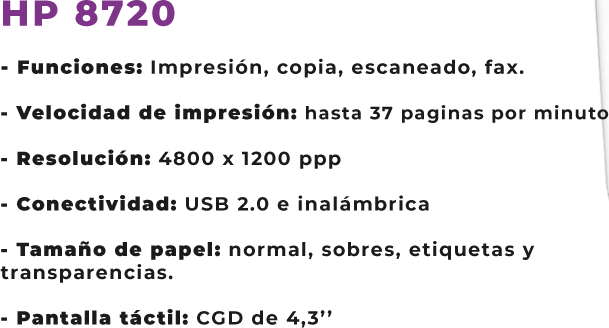 HP 8720
- Funciones: Impresión, copia, escaneado, fax.
- Velocidad de impresión: hasta 37 paginas por minuto
- Resolución: 4800 x 1200 ppp
- Conectividad: USB 2.0 e inalámbrica
- Tamaño de papel: normal, sobres, etiquetas y
transparencias.
- Pantalla táctil: CGD de 4,3’’